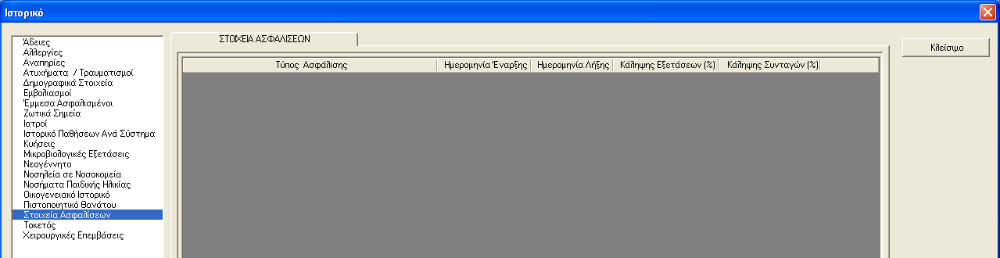 Ιστορικό
Άδειες
Αλλεργίες
Αναπηρίες
Ατυχήματα / Τραυματισμοί
Δημογραφικά Στοιχεία
Εμβολιασμοί
Έμμεσα Ασφαλισμένοι
Ζωτικά Σημεία
Ιατροί
Ιστορικό Παθήσεων Ανά Σύστημα
Κυήσεις
Μικροβιολογικές Εξετάσεις
Νεογέννητο
Νοσηλεία σε Νοσοκομεία
Νοσήματα Παιδικής Ηλικίας
Οικογενειακό Ιστορικό
Πιστοποιητικό Θανάτου
Στοιχεία Ασφαλίσεων
Τοκετός
Χειρουργικές Επεμβάσεις
ΣΤΟΙΧΕΙΑ ΑΣΦΑΛΙΣΕΩΝ
Τύπος Ασφάλισης Ημερομηνία Έναρξης Ημερομηνία Λήξης Κάλυψης Εξετάσεων (%) Κάλυψης Συνταγών (%)
Κλείσιμο